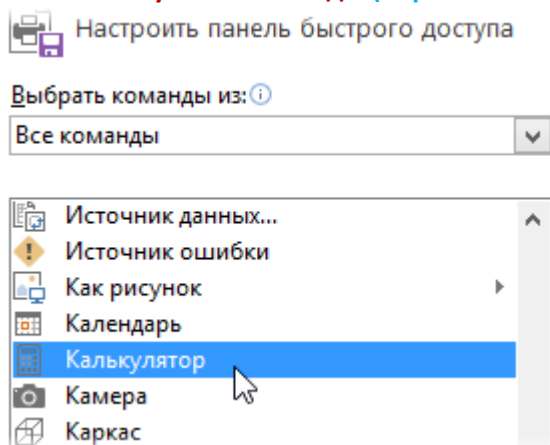 Настроить панель быстрого доступа
Выбрать команды из:
Все команды
Источник данных...
Источник ошибки
Как рисунок
Календарь
Калькулятор
Камера
Каркас